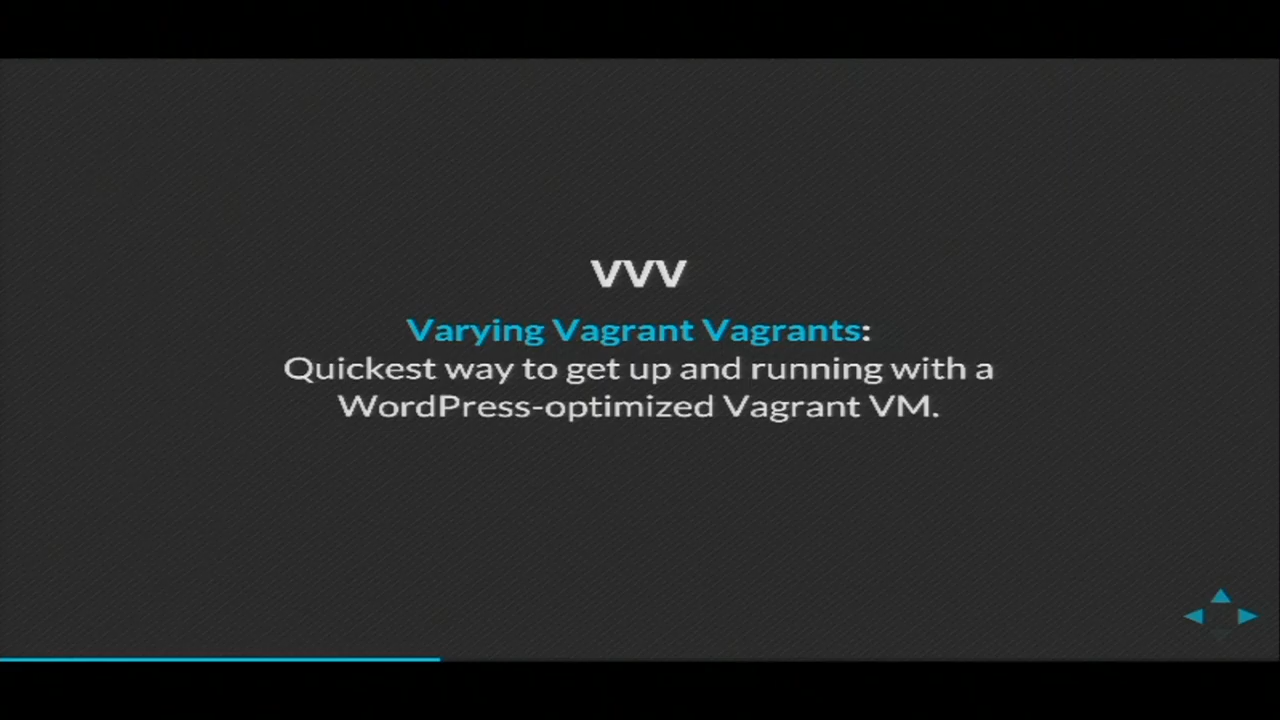 VVV
Varying Vagrant Vagrants:
Quickest way to get up and running with a
WordPress-optimized Vagrant VM.